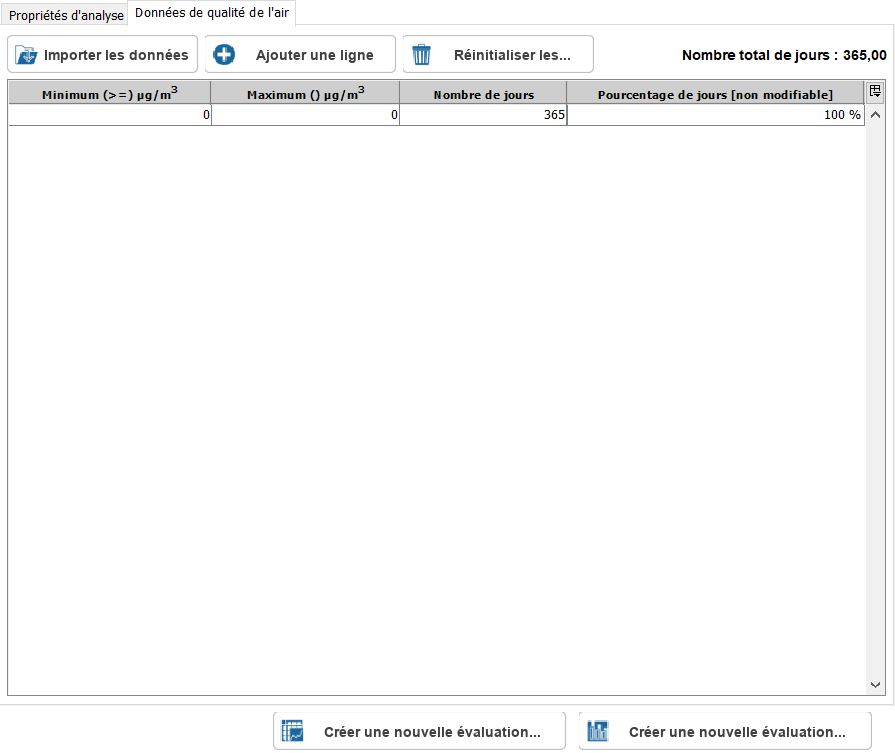 Propriétés d'analyse
Données de qualité de l'air
Importer les données
Ajouter une ligne
Réinitialiser les...
Nombre total de jours : 365,00
Minimum (>=) µg/m³
Maximum () µg/m³
Nombre de jours
Pourcentage de jours [non modifiable]
0
0
365
100 %
Créer une nouvelle évaluation...
Créer une nouvelle évaluation...